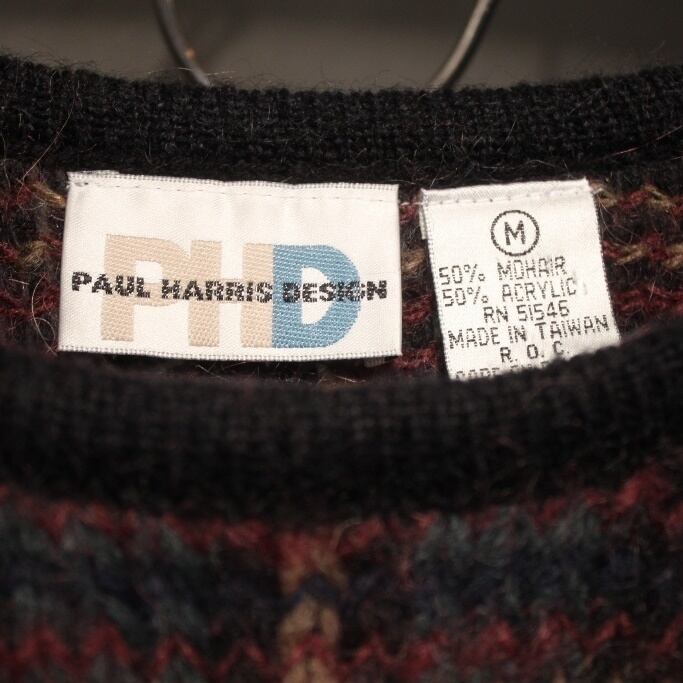 PHD
PAUL HARRIS DESIGN
M
50% MOHAIR
50% ACRYLIC
RN 51546
MADE IN TAIWAN
R. O. C.